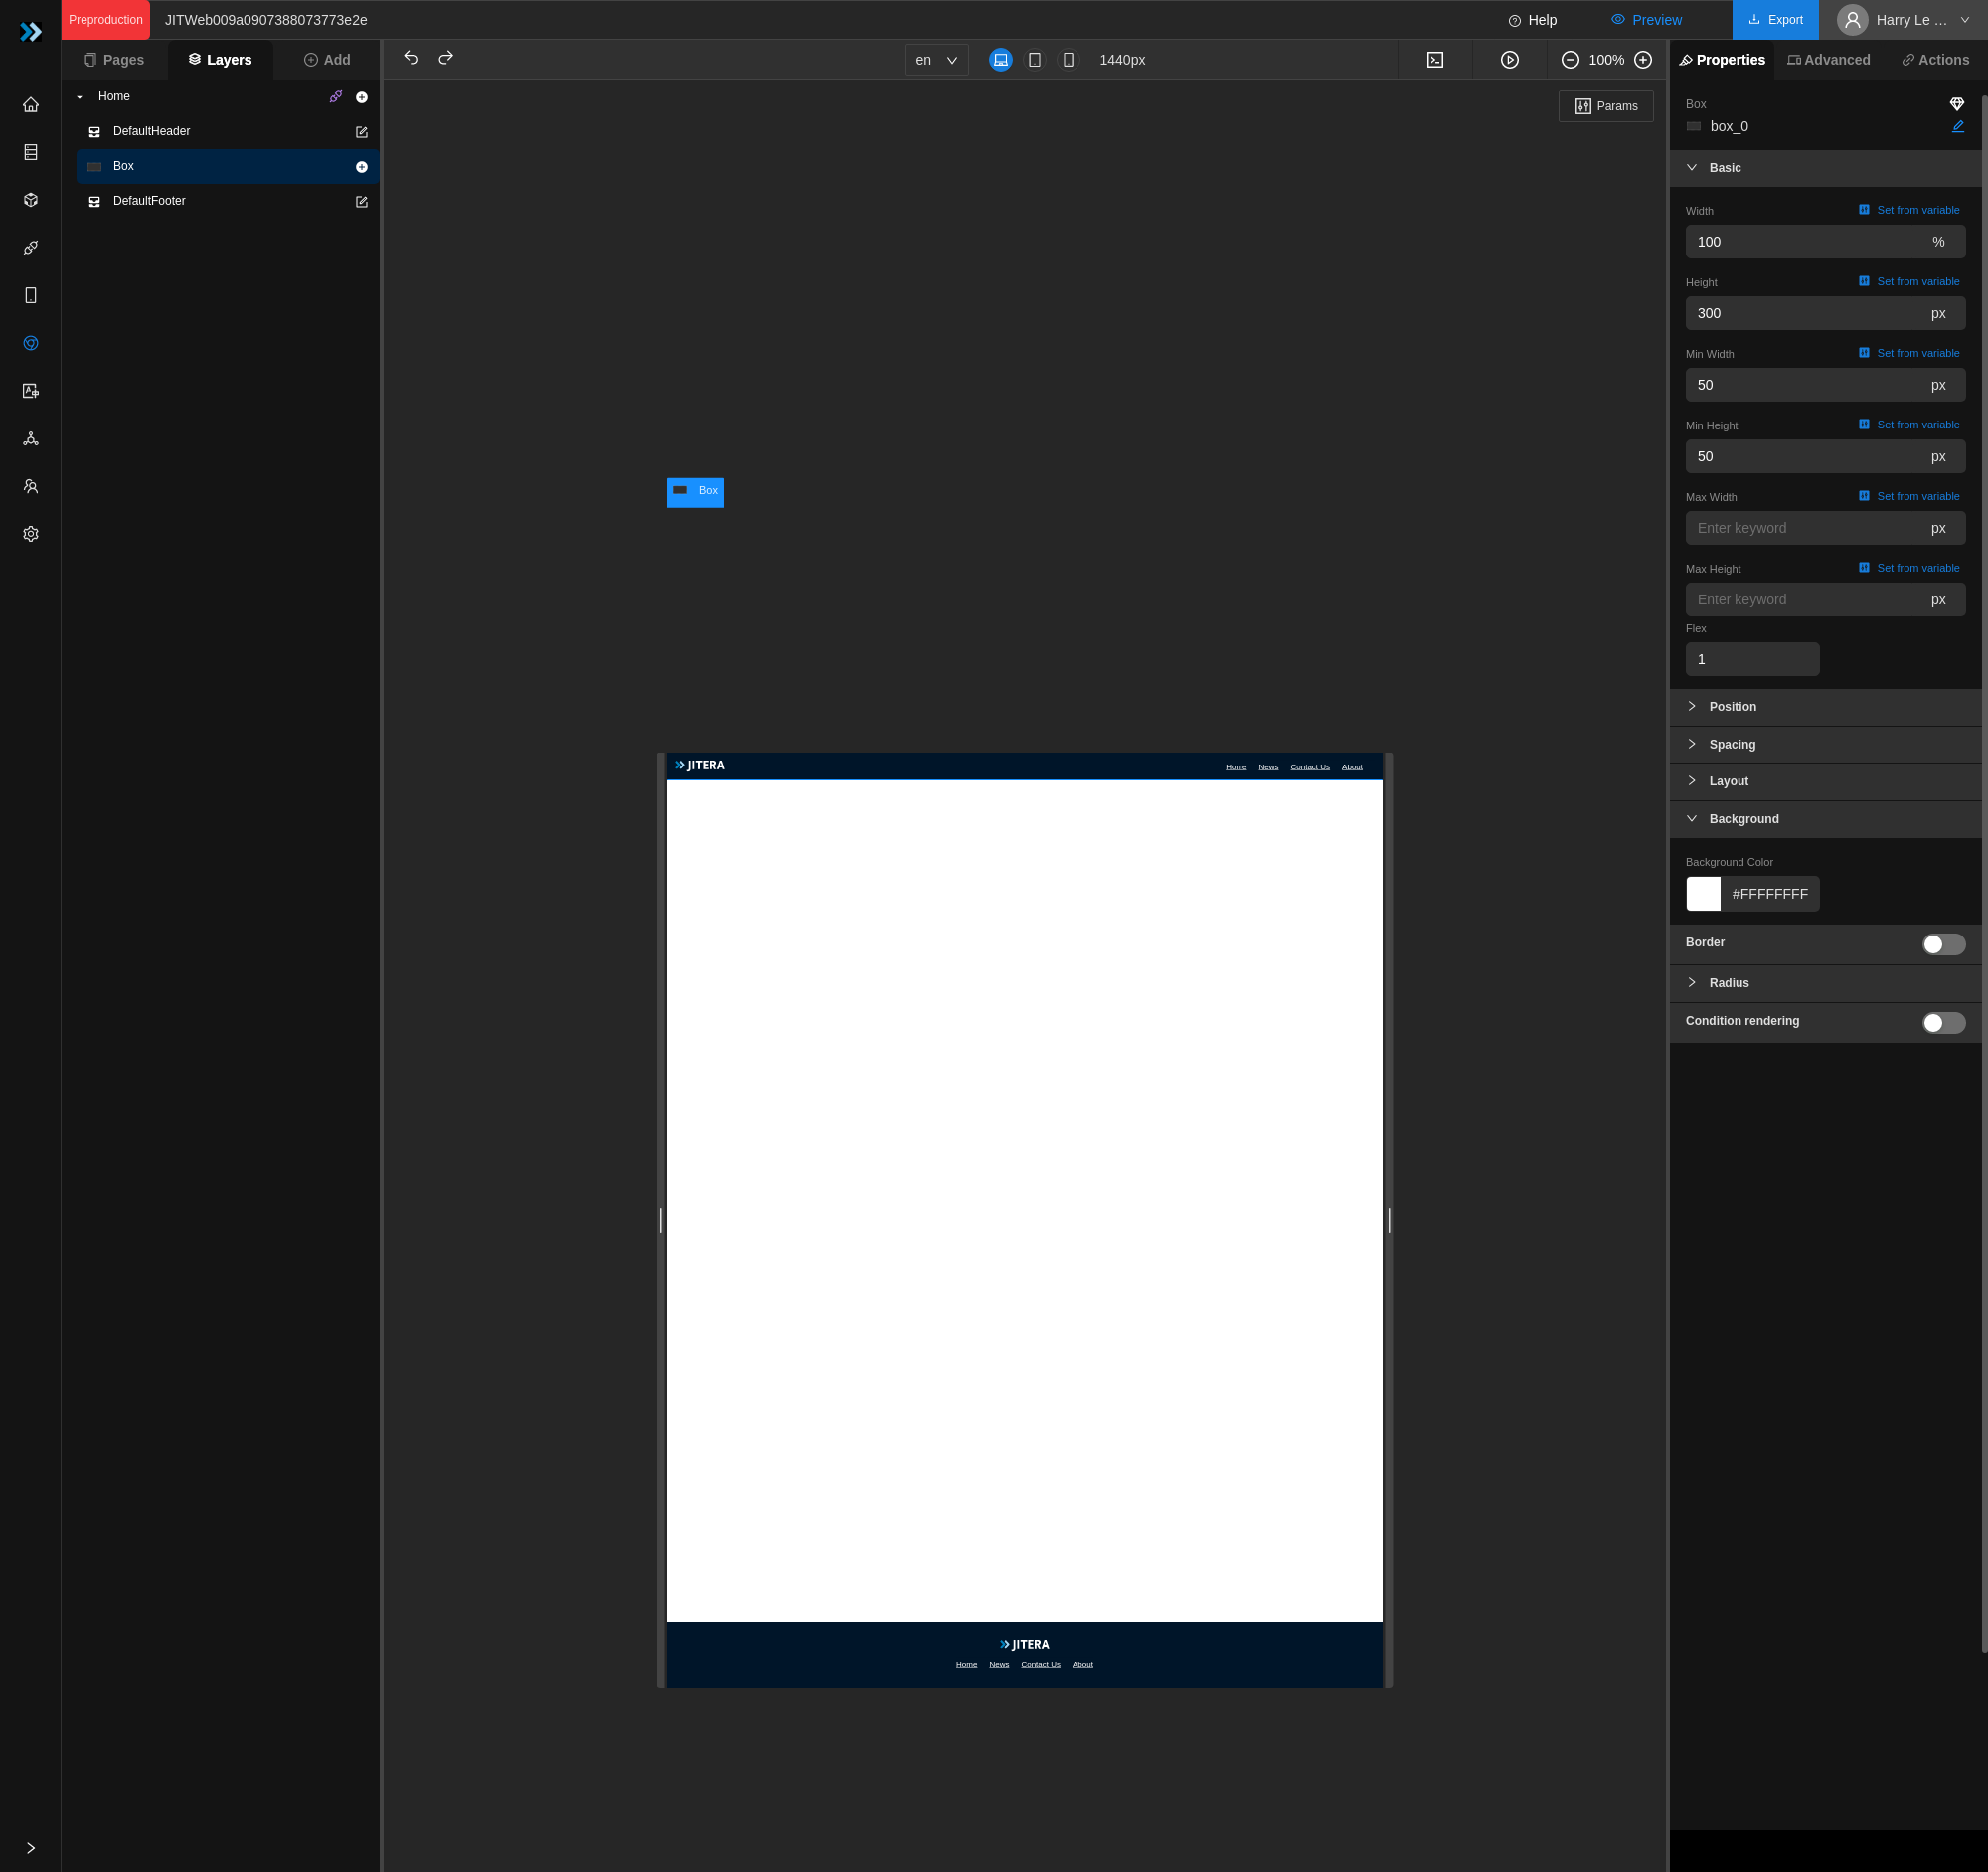 Preproduction
JITWeb009a0907388073773e2e
Help
Preview
Export
Harry Le ...
Pages
Layers
Add
en
1440px
100%
Properties
Advanced
Actions
Home
DefaultHeader
Box
DefaultFooter
Params
Box
box_0
Basic
Width
Set from variable
100
%
Height
Set from variable
300
px
Min Width
Set from variable
50
px
Min Height
Set from variable
50
px
Max Width
Set from variable
Enter keyword
px
Max Height
Set from variable
Enter keyword
px
Flex
1
Position
Spacing
Layout
Background
Background Color
#FFFFFFFF
Border
Radius
Condition rendering
Box
JITERA
Home News Contact Us About
JITERA
Home News Contact Us About